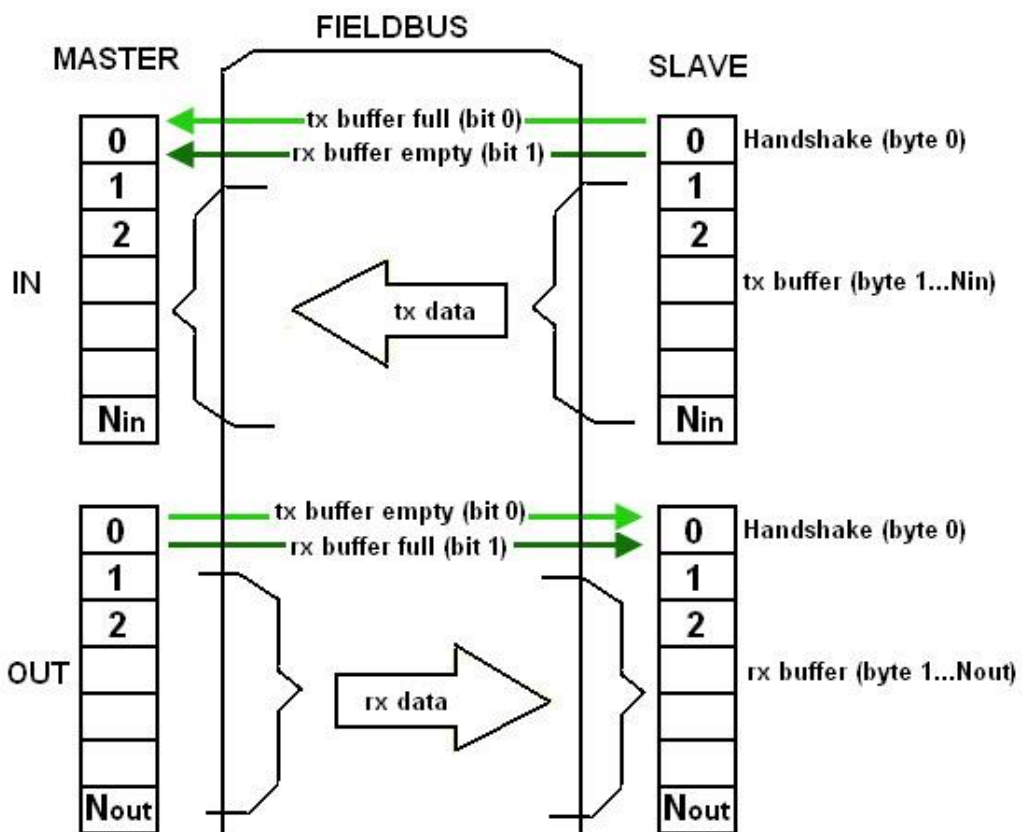 FIELDBUS
MASTER
SLAVE
tx buffer full (bit 0)
rx buffer empty (bit 1)
0
0
Handshake (byte 0)
1
1
2
2
IN
tx data
tx buffer (byte 1...Nin)
Nin
Nin
tx buffer empty (bit 0)
rx buffer full (bit 1)
0
0
Handshake (byte 0)
1
1
2
2
OUT
rx data
rx buffer (byte 1...Nout)
Nout
Nout